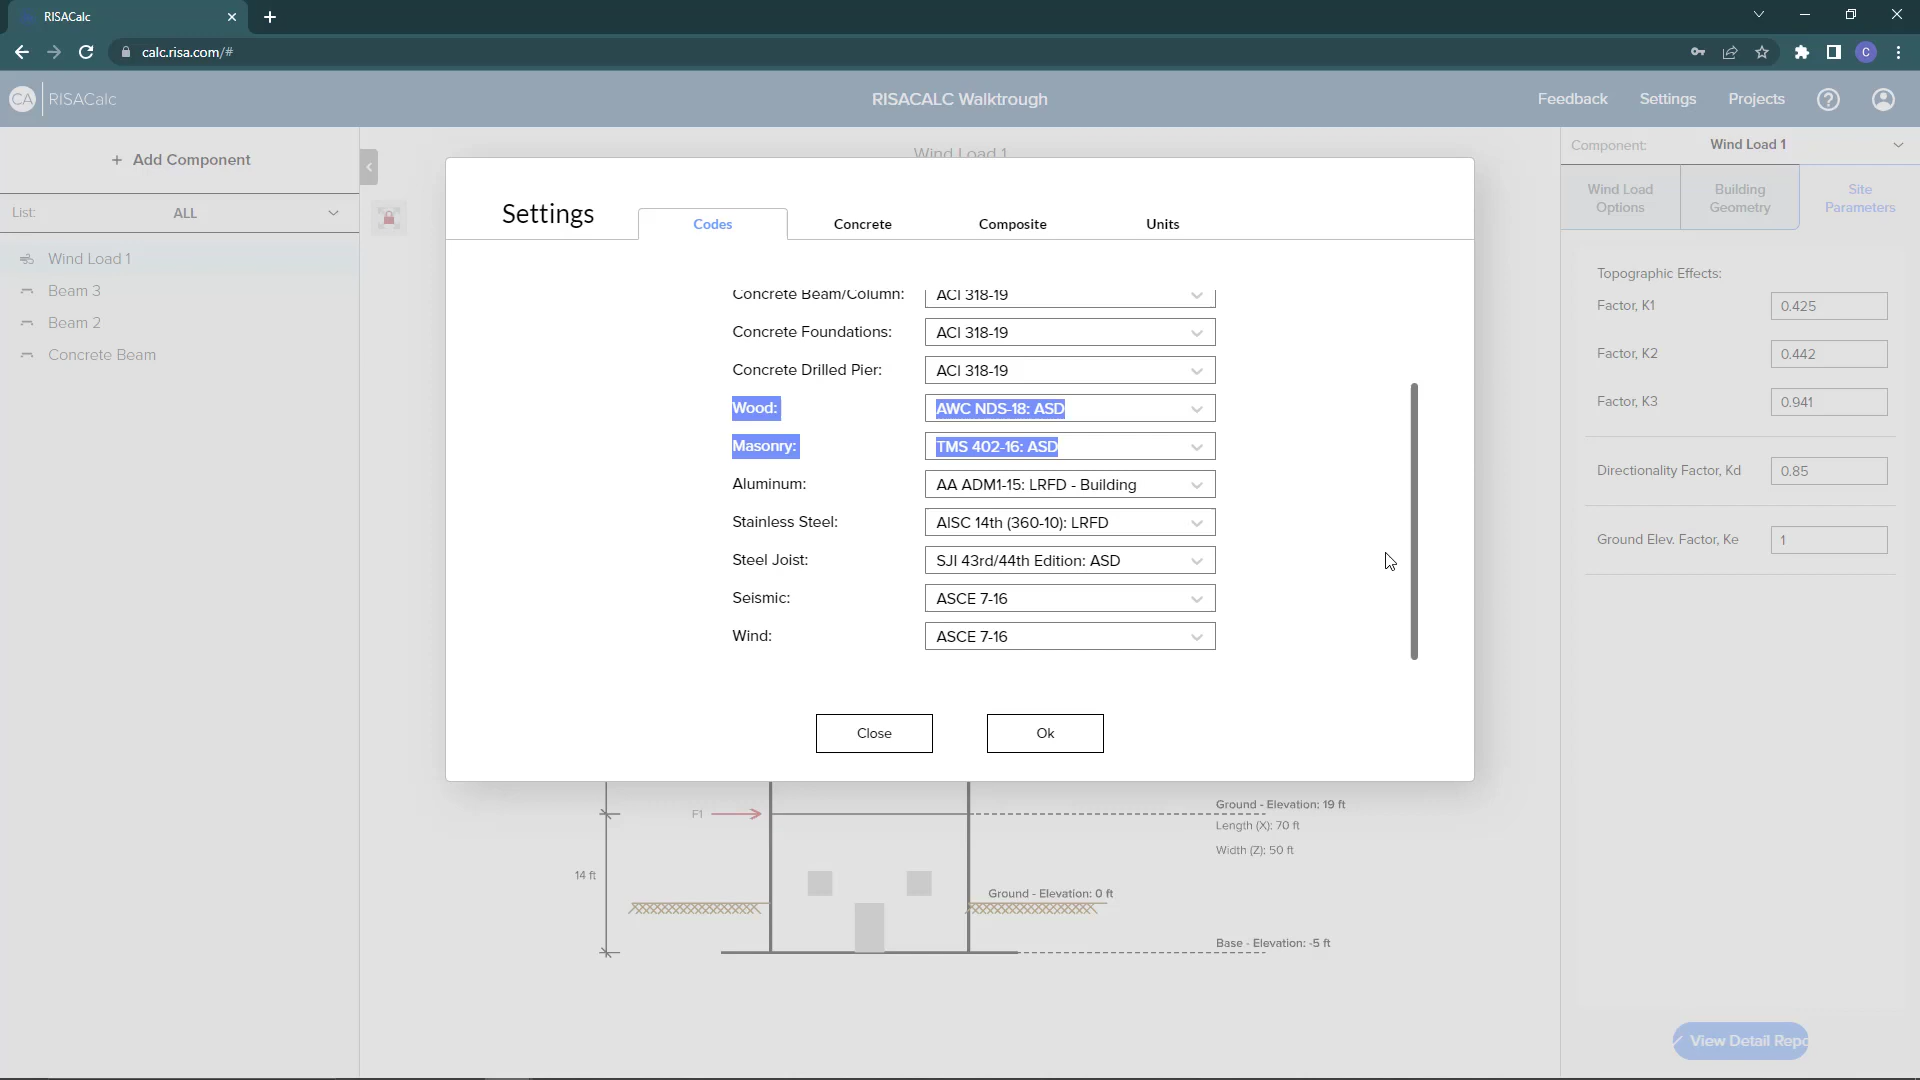 RISACalc
calc.risa.com/#
C
CA
RISACalc
RISACALC Walktrough
Feedback
Settings
Projects
?
+ Add Component
List:
ALL
Wind Load 1
Beam 3
Beam 2
Concrete Beam
Wind Load 1
Settings
Codes
Concrete
Composite
Units
Concrete Beam/Column: ACI 318-19
Concrete Foundations: ACI 318-19
Concrete Drilled Pier: ACI 318-19
Wood: AWC NDS-18: ASD
Masonry: TMS 402-16: ASD
Aluminum: AA ADM1-15: LRFD - Building
Stainless Steel: AISC 14th (360-10): LRFD
Steel Joist: SJI 43rd/44th Edition: ASD
Seismic: ASCE 7-16
Wind: ASCE 7-16
Close
Ok
F1
14 ft
Ground - Elevation: 19 ft
Length (X): 70 ft
Width (Z): 50 ft
Ground - Elevation: 0 ft
Base - Elevation: -5 ft
Component:
Wind Load 1
Wind Load
Options
Building
Geometry
Site
Parameters
Topographic Effects:
Factor, K1 0.425
Factor, K2 0.442
Factor, K3 0.941
Directionality Factor, Kd 0.85
Ground Elev. Factor, Ke 1
View Detail Repo